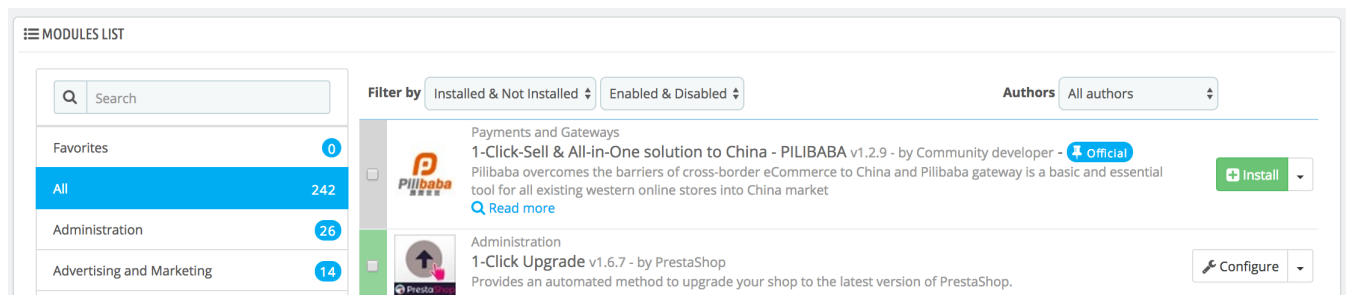 MODULES LIST
Search
Filter by Installed & Not Installed Enabled & Disabled Authors All authors
Favorites 0
All 242
Administration 26
Advertising and Marketing 14
Pilibaba
Payments and Gateways
1-Click-Sell & All-in-One solution to China - PILIBABA v1.2.9 - by Community developer - Official
Pilibaba overcomes the barriers of cross-border eCommerce to China and Pilibaba gateway is a basic and essential
tool for all existing western online stores into China market
Read more
Install
PrestaShop
Administration
1-Click Upgrade v1.6.7 - by PrestaShop
Provides an automated method to upgrade your shop to the latest version of PrestaShop.
Configure